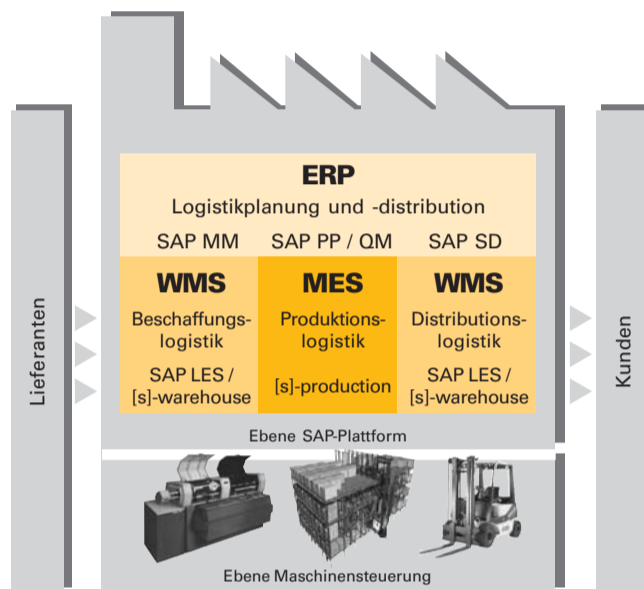 ERP
Logistikplanung und -distribution
SAP MM
SAP PP / QM
SAP SD
WMS
Beschaffungs-
logistik
SAP LES /
[s]-warehouse
MES
Produktions-
logistik
[s]-production
WMS
Distributions-
logistik
SAP LES /
[s]-warehouse
Lieferanten
Kunden
Ebene SAP-Plattform
Ebene Maschinensteuerung